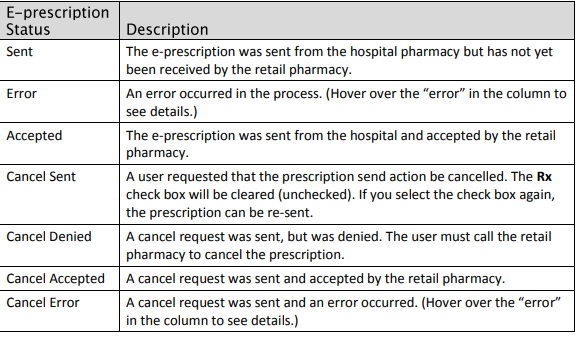 E-prescription
Status
Description
Sent
The e-prescription was sent from the hospital pharmacy but has not yet
been received by the retail pharmacy.
Error
An error occurred in the process. (Hover over the “error” in the column to
see details.)
Accepted
The e-prescription was sent from the hospital and accepted by the retail
pharmacy.
Cancel Sent
A user requested that the prescription send action be cancelled. The Rx
check box will be cleared (unchecked). If you select the check box again,
the prescription can be re-sent.
Cancel Denied
A cancel request was sent, but was denied. The user must call the retail
pharmacy to cancel the prescription.
Cancel Accepted
A cancel request was sent and accepted by the retail pharmacy.
Cancel Error
A cancel request was sent and an error occurred. (Hover over the “error”
in the column to see details.)